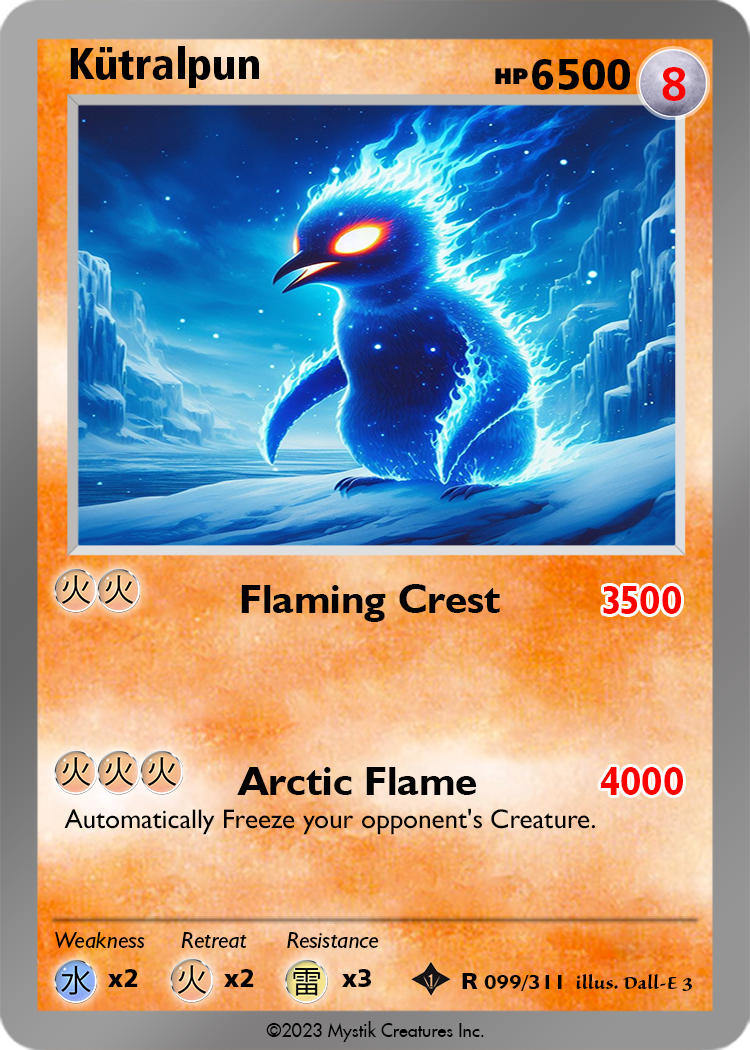 Kütralpun HP6500 8
火火 Flaming Crest 3500
火火火 Arctic Flame 4000
Automatically Freeze your opponent's Creature.
Weakness Retreat Resistance
水 x2 火 x2 雷 x3 1 R 099/311 illus. Dall-E 3
©2023 Mystik Creatures Inc.